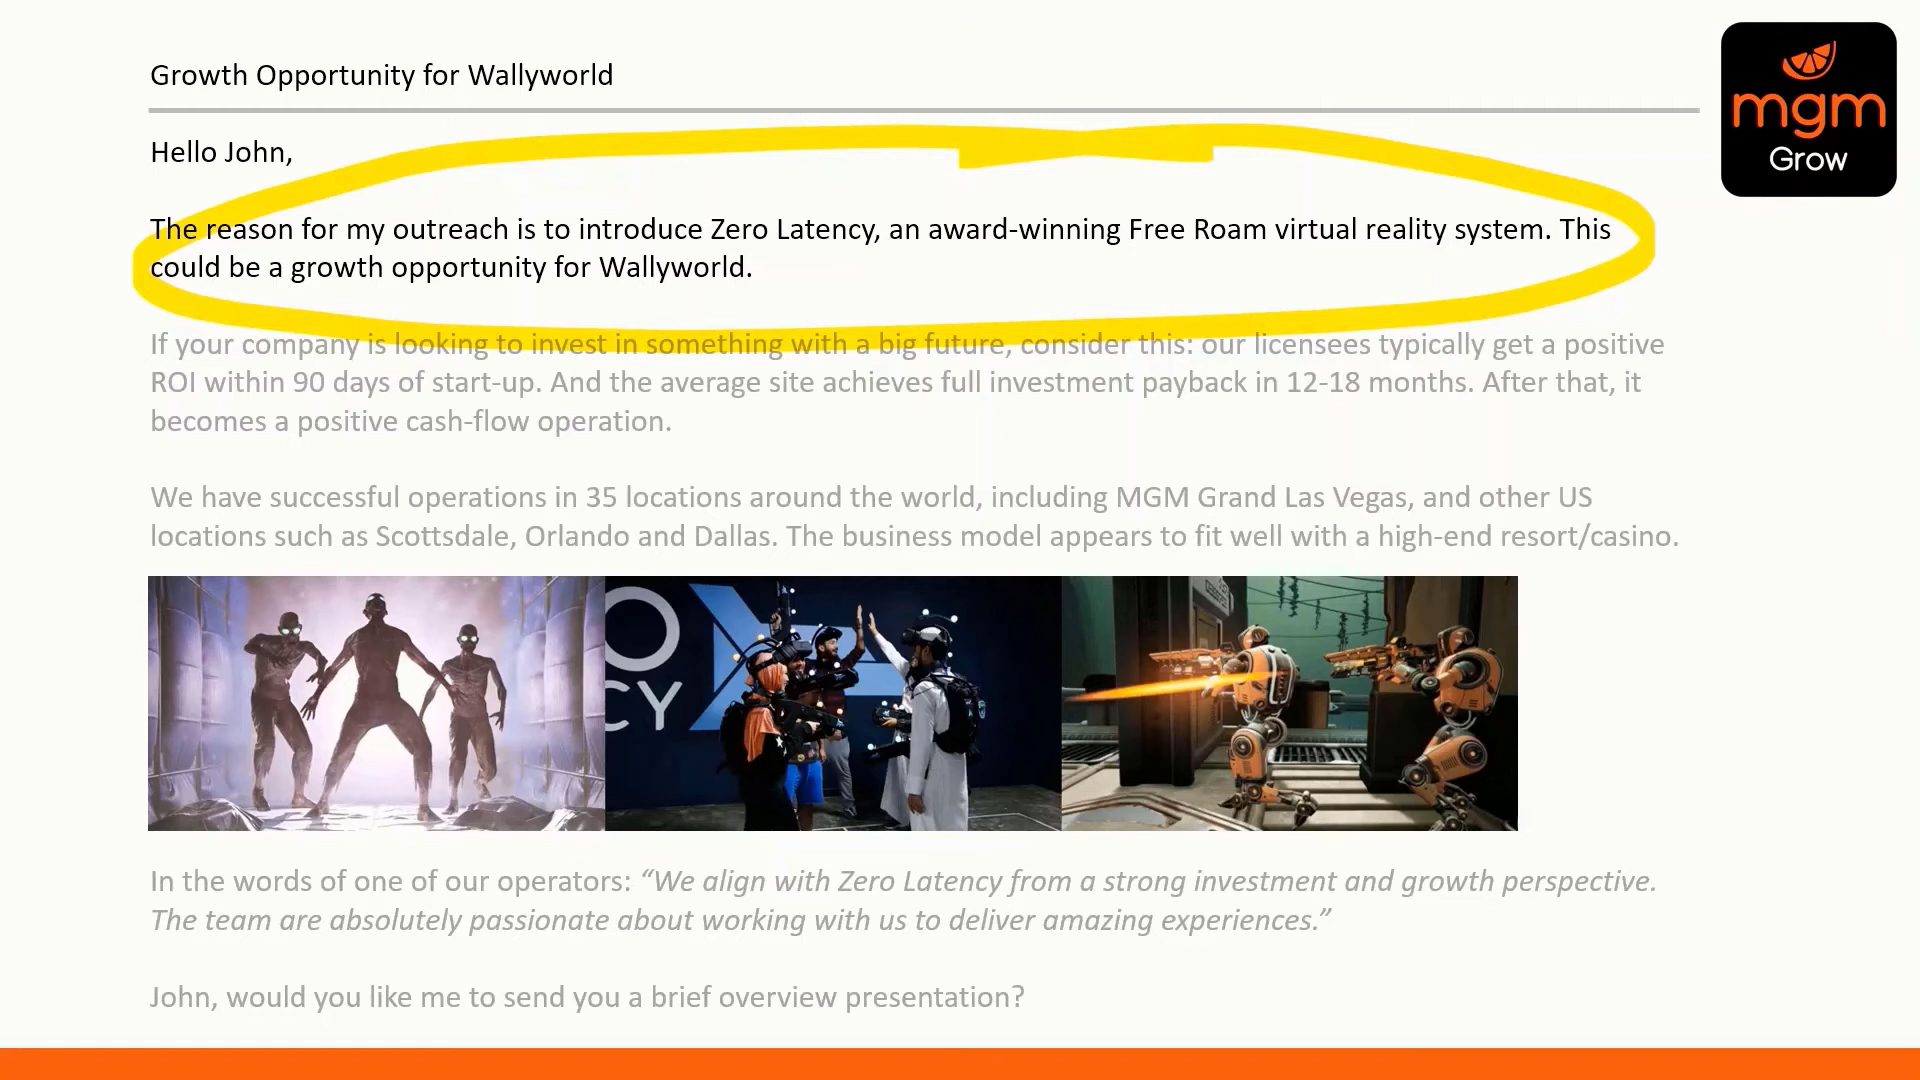 Growth Opportunity for Wallyworld
mgm
Grow
Hello John,
The reason for my outreach is to introduce Zero Latency, an award-winning Free Roam virtual reality system. This
could be a growth opportunity for Wallyworld.
If your company is looking to invest in something with a big future, consider this: our licensees typically get a positive
ROI within 90 days of start-up. And the average site achieves full investment payback in 12-18 months. After that, it
becomes a positive cash-flow operation.
We have successful operations in 35 locations around the world, including MGM Grand Las Vegas, and other US
locations such as Scottsdale, Orlando and Dallas. The business model appears to fit well with a high-end resort/casino.
O
CY
In the words of one of our operators: “We align with Zero Latency from a strong investment and growth perspective.
The team are absolutely passionate about working with us to deliver amazing experiences.”
John, would you like me to send you a brief overview presentation?